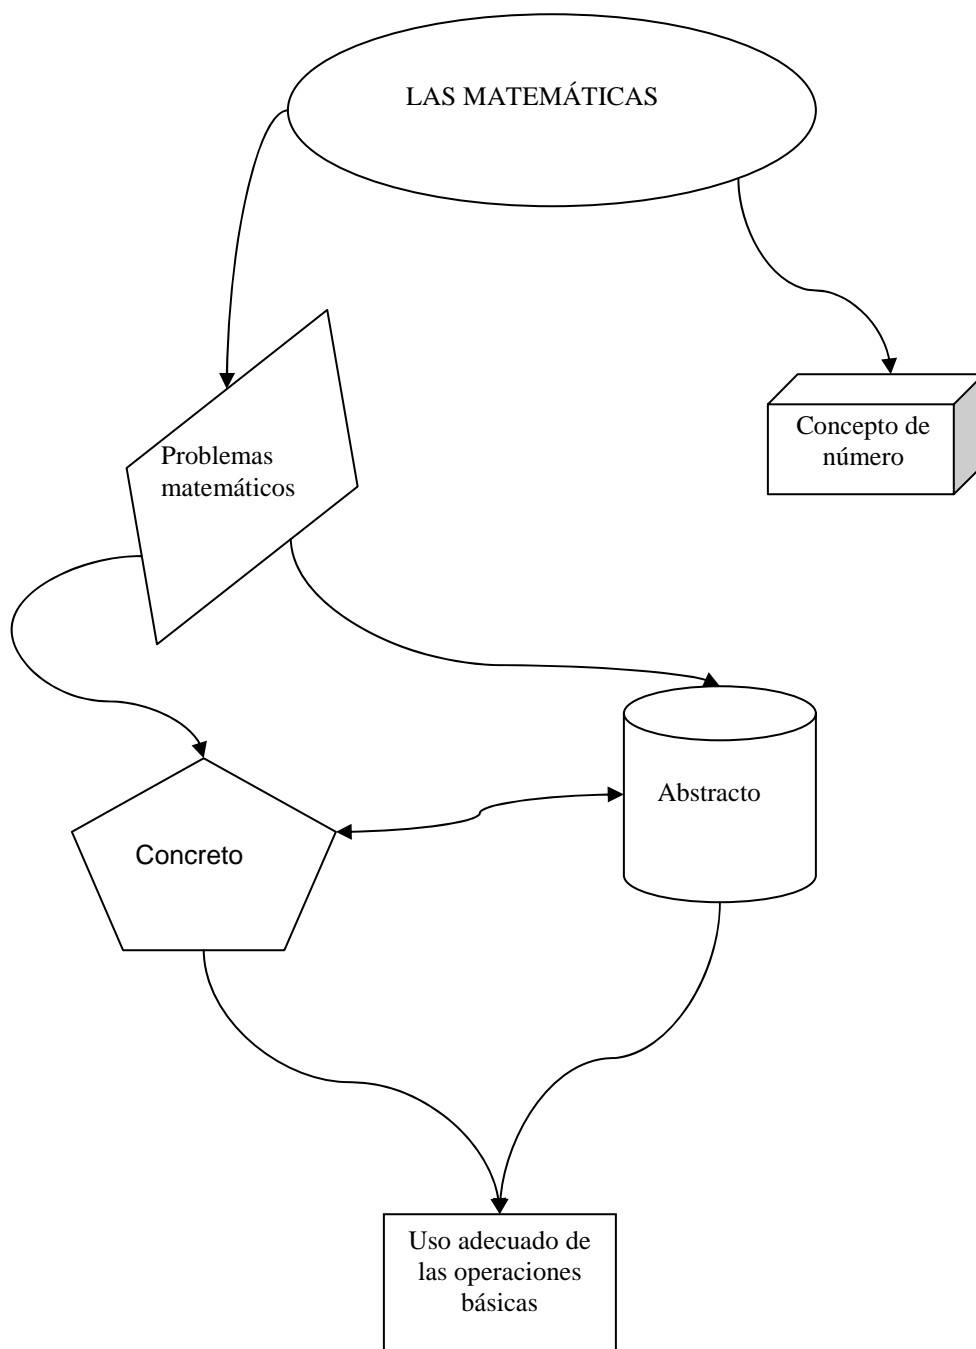 LAS MATEMÁTICAS
Concepto de
número
Problemas
matemáticos
Abstracto
Concreto
Uso adecuado de
las operaciones
básicas